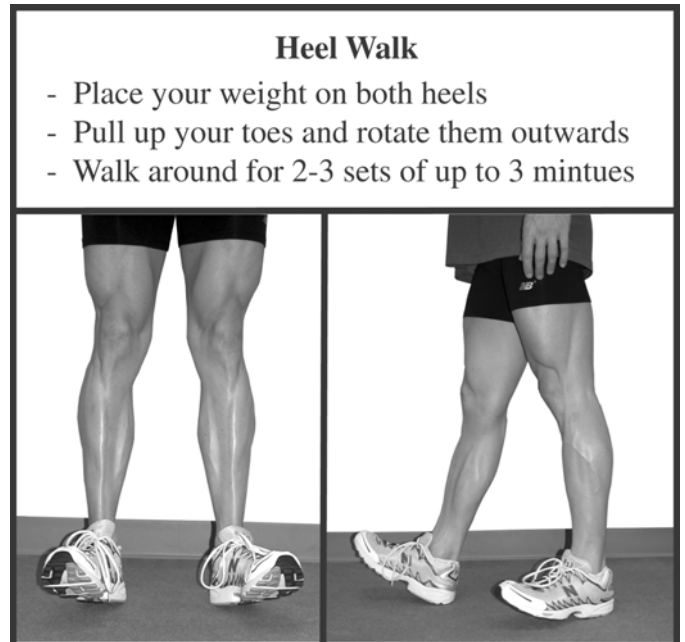 Heel Walk
- Place your weight on both heels
- Pull up your toes and rotate them outwards
- Walk around for 2-3 sets of up to 3 mintues
NB